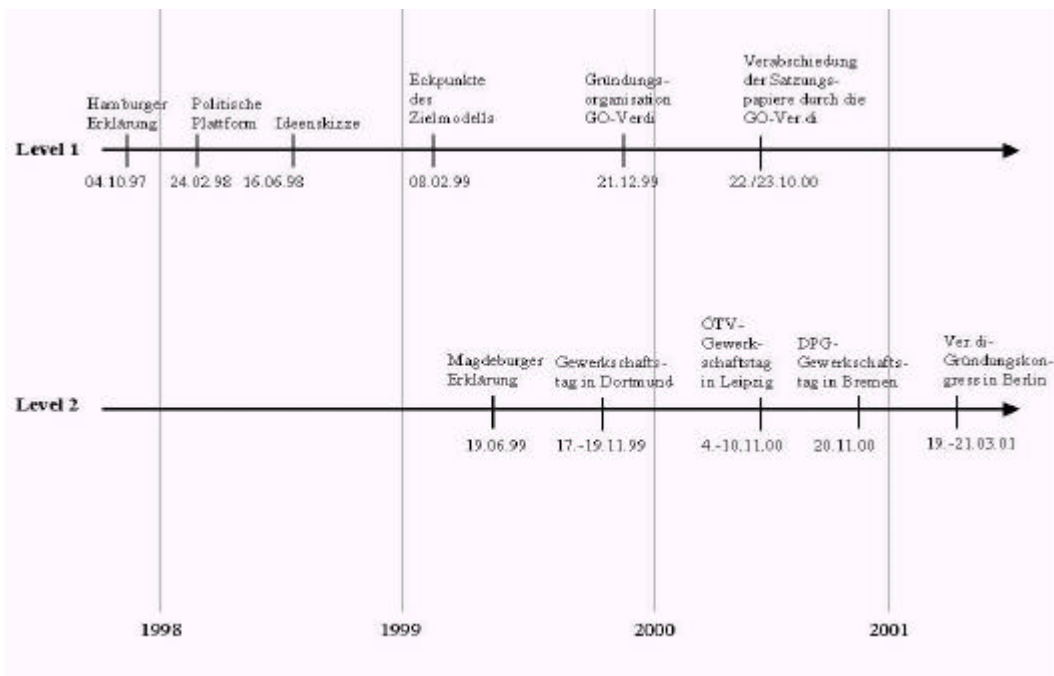 Hamburger
Erklärung
Politische
Plattform
Ideenskizze
Eckpunkte
des
Zielmodells
Gründungs-
organisation
GO-Verdi
Verabschiedung
der Satzungs-
papiere durch die
GO-Ver.di
Level 1
04.10.97
24.02.98
16.06.98
08.02.99
21.12.99
22./23.10.00
Magdeburger
Erklärung
Gewerkschafts-
tag in Dortmund
ÖTV-
Gewerk-
schaftstag
in Leipzig
DPG-
Gewerkschafts-
tag in Bremen
Ver.di-
Gründungskon-
gress in Berlin
Level 2
19.06.99
17.-19.11.99
4.-10.11.00
20.11.00
19.-21.03.01
1998
1999
2000
2001